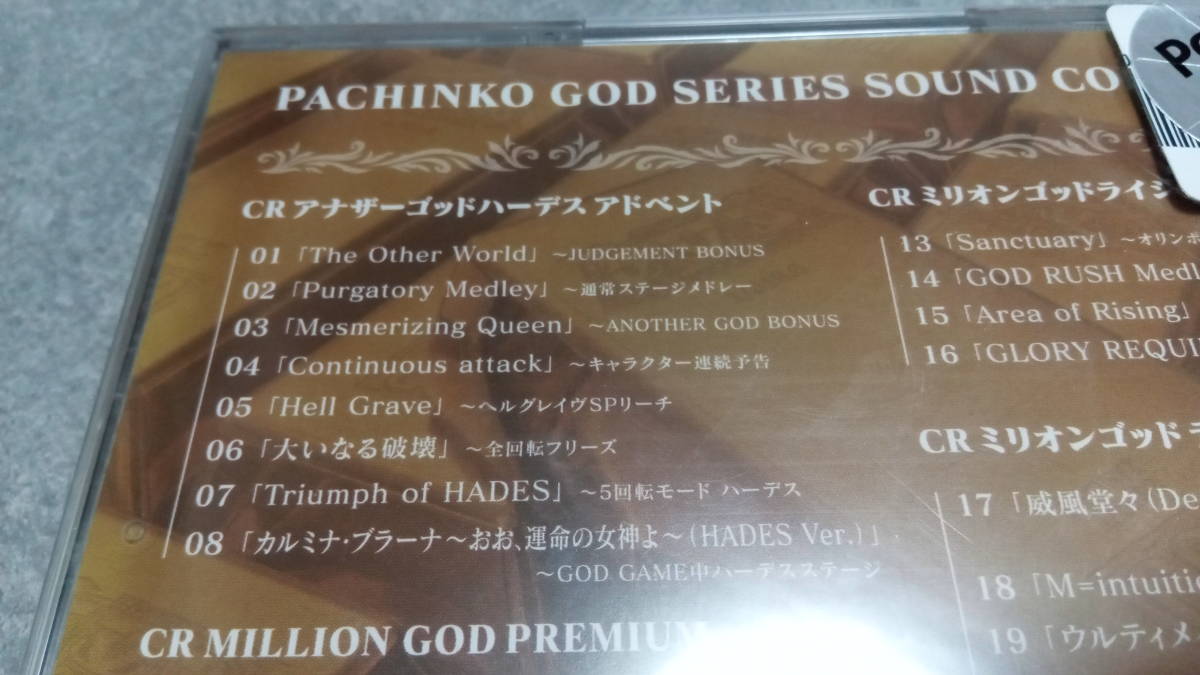 PACHINKO GOD SERIES SOUND CO
CR アナザーゴッドハーデス アドベント
01 「The Other World」 ~JUDGEMENT BONUS
02 「Purgatory Medley」 ~通常ステージメドレー
03 「Mesmerizing Queen」 ~ANOTHER GOD BONUS
04 「Continuous attack」 ~キャラクター連続予告
05 「Hell Grave」 ~ヘルグレイヴSPリーチ
06 「大いなる破壊」 ~全回転フリーズ
07 「Triumph of HADES」 ~5回転モード ハーデス
08 「カルミナ・ブラーナ~おお、運命の女神よ~(HADES Ver.)」
~GOD GAME中ハーデスステージ
CR MILLION GOD PREMIUM
CR ミリオンゴッドライジ
13 「Sanctuary」 ~オリンポ
14 「GOD RUSH Medl
15 「Area of Rising」
16 「GLORY REQUI
CR ミリオンゴッド ラ
17 「威風堂々(De
18 「M=intuiti
19 「ウルティメ